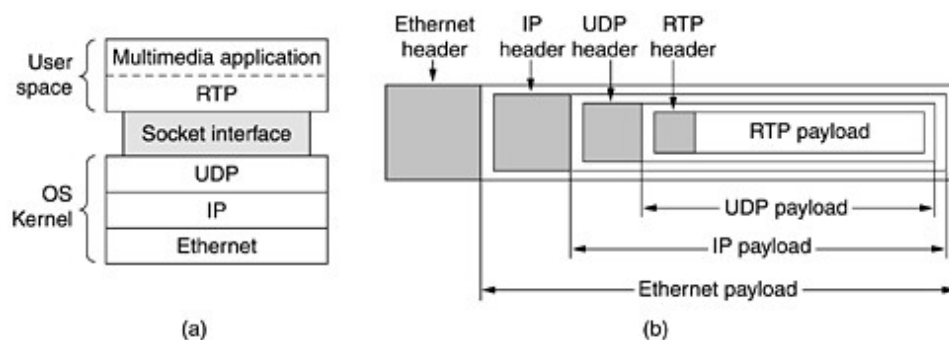 User
space
Multimedia application
RTP
Socket interface
OS
Kernel
UDP
IP
Ethernet
(a)
Ethernet
header
IP
header
UDP
header
RTP
header
RTP payload
UDP payload
IP payload
Ethernet payload
(b)